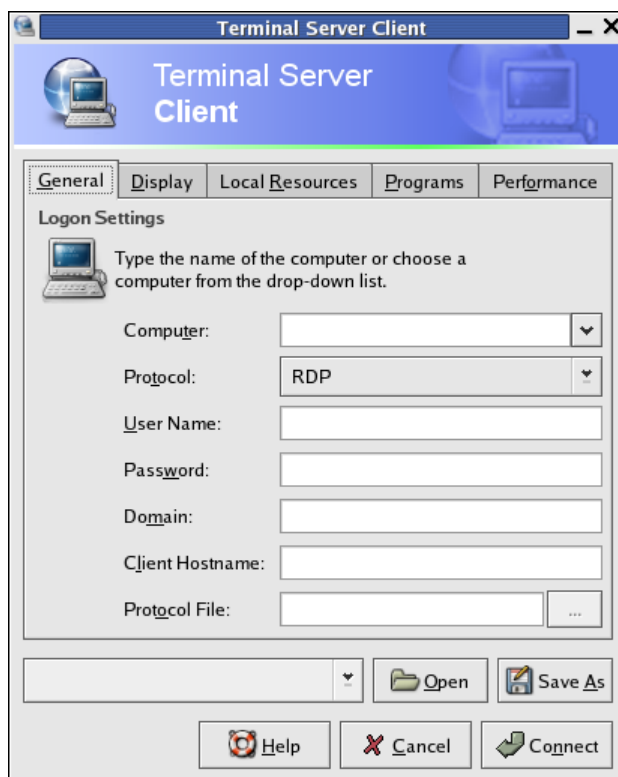 Terminal Server Client
Terminal Server
Client
General Display Local Resources Programs Performance
Logon Settings
Type the name of the computer or choose a
computer from the drop-down list.
Computer:
Protocol: RDP
User Name:
Password:
Domain:
Client Hostname:
Protocol File: ...
Open Save As
Help Cancel Connect